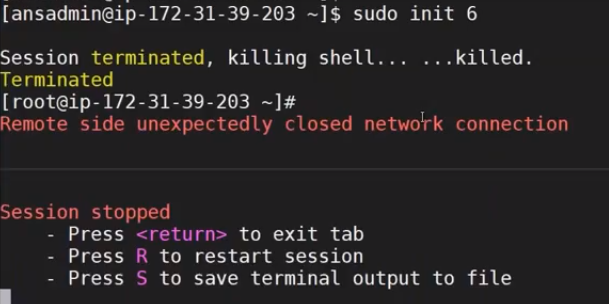 [ansadmin@ip-172-31-39-203 ~]$ sudo init 6
Session terminated, killing shell... ...killed.
Terminated
[root@ip-172-31-39-203 ~]#
Remote side unexpectedly closed network connection
Session stopped
- Press <return> to exit tab
- Press R to restart session
- Press S to save terminal output to file